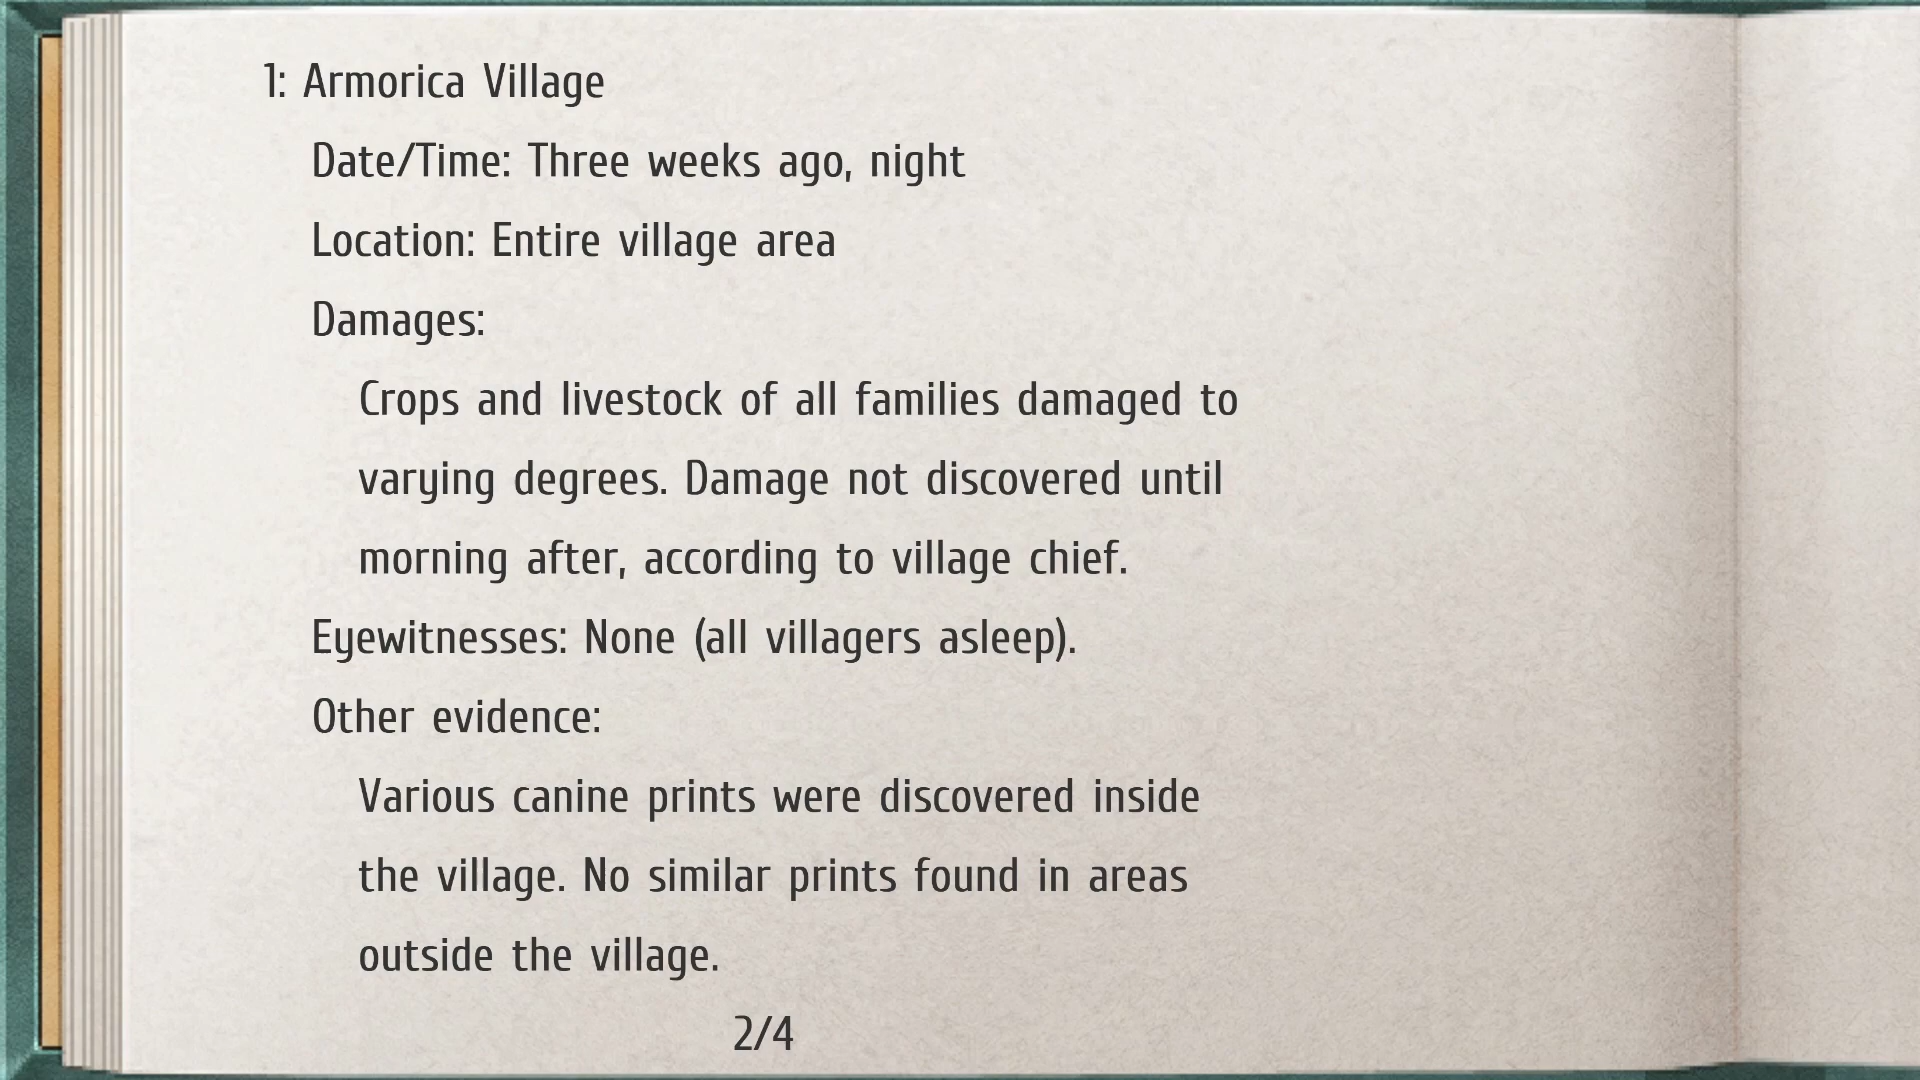 1: Armorica Village
Date/Time: Three weeks ago, night
Location: Entire village area
Damages:
Crops and livestock of all families damaged to
varying degrees. Damage not discovered until
morning after, according to village chief.
Eyewitnesses: None (all villagers asleep).
Other evidence:
Various canine prints were discovered inside
the village. No similar prints found in areas
outside the village.
2/4